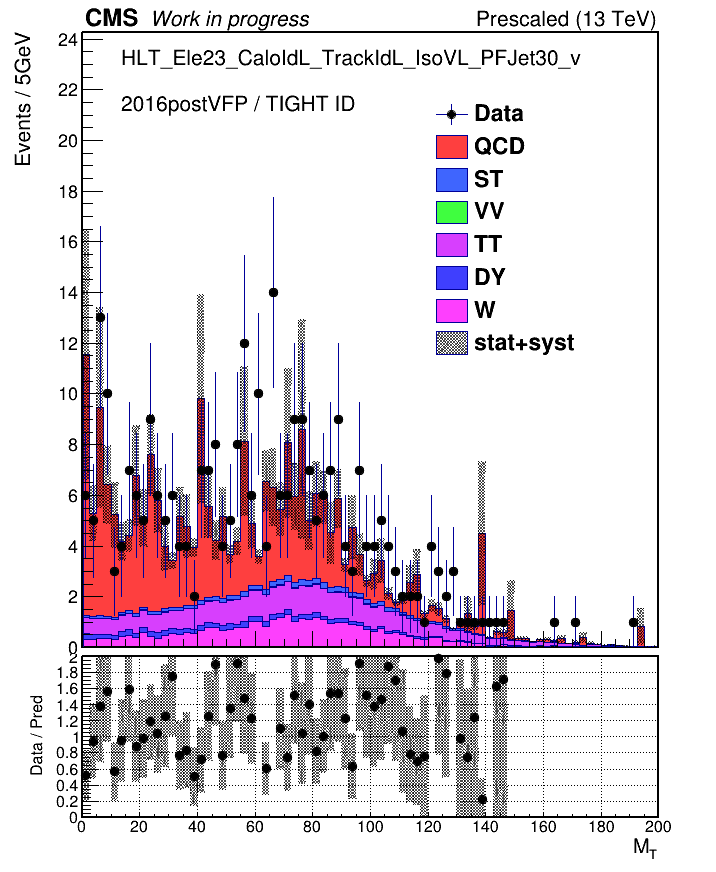 CMS Work in progress Prescaled (13 TeV)
Events / 5GeV
HLT_Ele23_CaloIdL_TrackIdL_IsoVL_PFJet30_v
2016postVFP / TIGHT ID
Data
QCD
ST
VV
TT
DY
W
stat+syst
24
22
20
18
16
14
12
10
8
6
4
2
0
Data / Pred
2
1.8
1.6
1.4
1.2
1
0.8
0.6
0.4
0.2
0
0 20 40 60 80 100 120 140 160 180 200
M_T